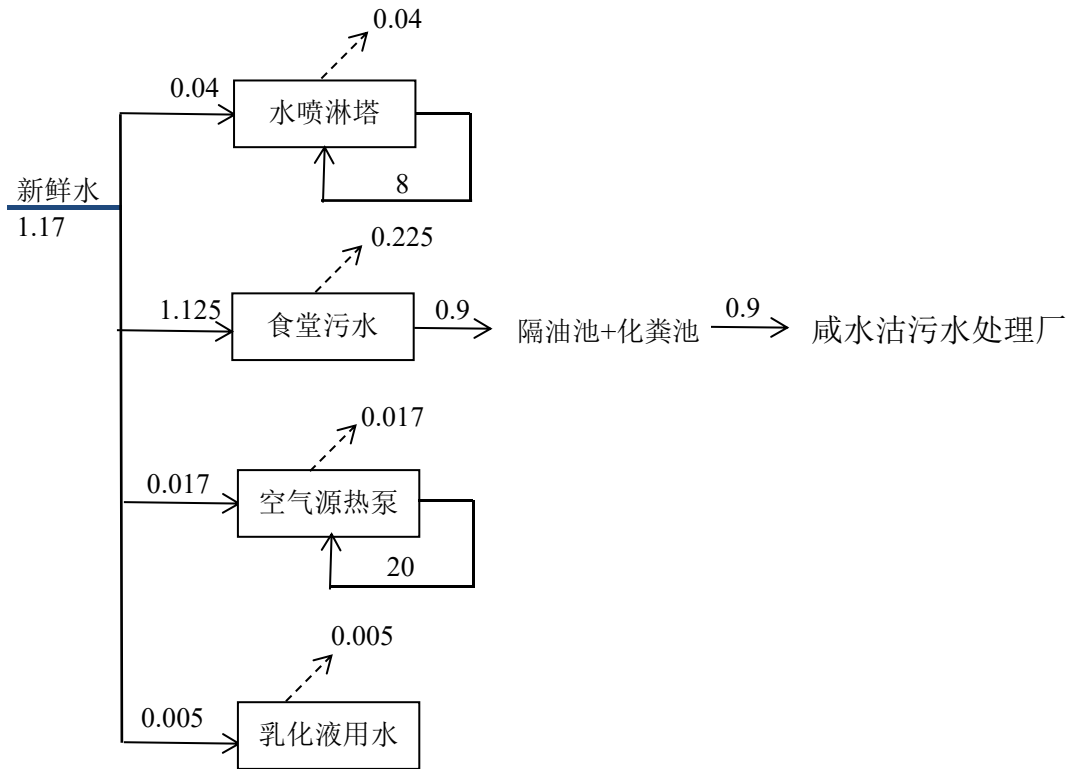 0.04
0.04
水喷淋塔
8
新鲜水
1.17
0.225
1.125
食堂污水
0.9
隔油池+化粪池
0.9
咸水沽污水处理厂
0.017
0.017
空气源热泵
20
0.005
0.005
乳化液用水